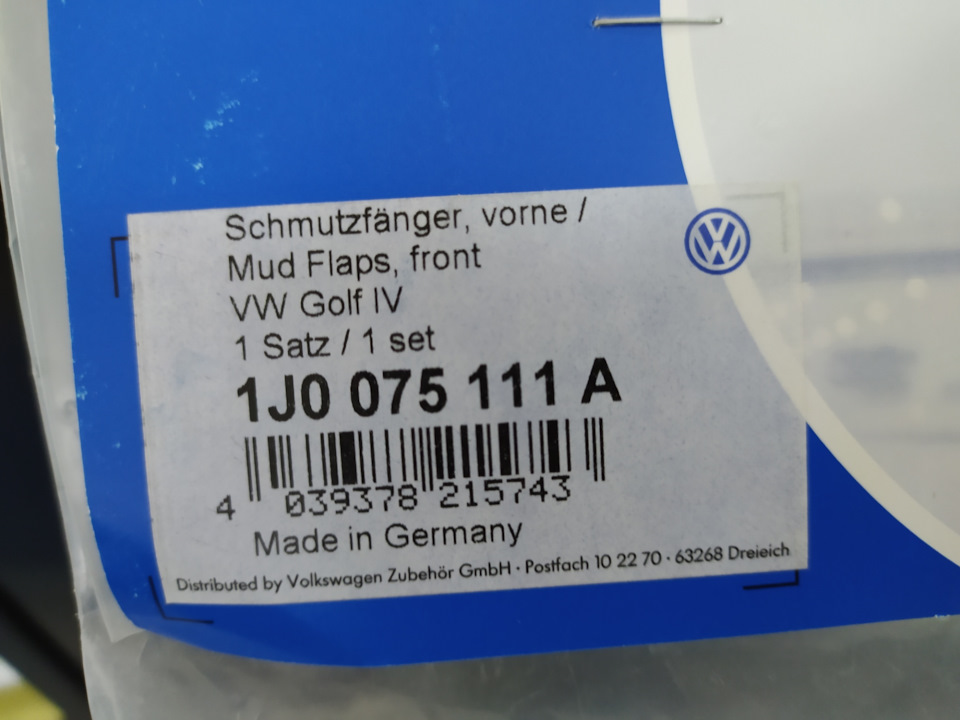 Schmutzfänger, vorne /
Mud Flaps, front
VW Golf IV
1 Satz / 1 set
1J0 075 111 A
4 039378 215743
Made in Germany
Distributed by Volkswagen Zubehör GmbH · Postfach 10 22 70 · 63268 Dreieich